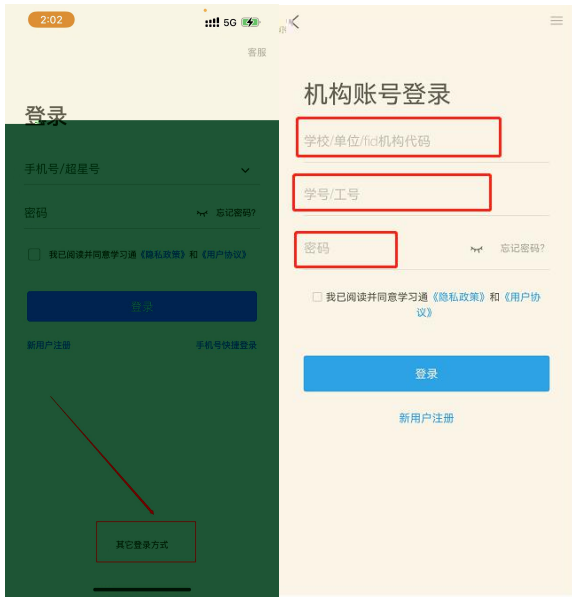 2:02
5G
客服
登录
手机号/超星号
密码
忘记密码?
我已阅读并同意学习通《隐私政策》和《用户协议》
登录
新用户注册
手机号快捷登录
其它登录方式
机构账号登录
学校/单位/fid机构代码
学号/工号
密码
忘记密码?
我已阅读并同意学习通《隐私政策》和《用户协
议》
登录
新用户注册